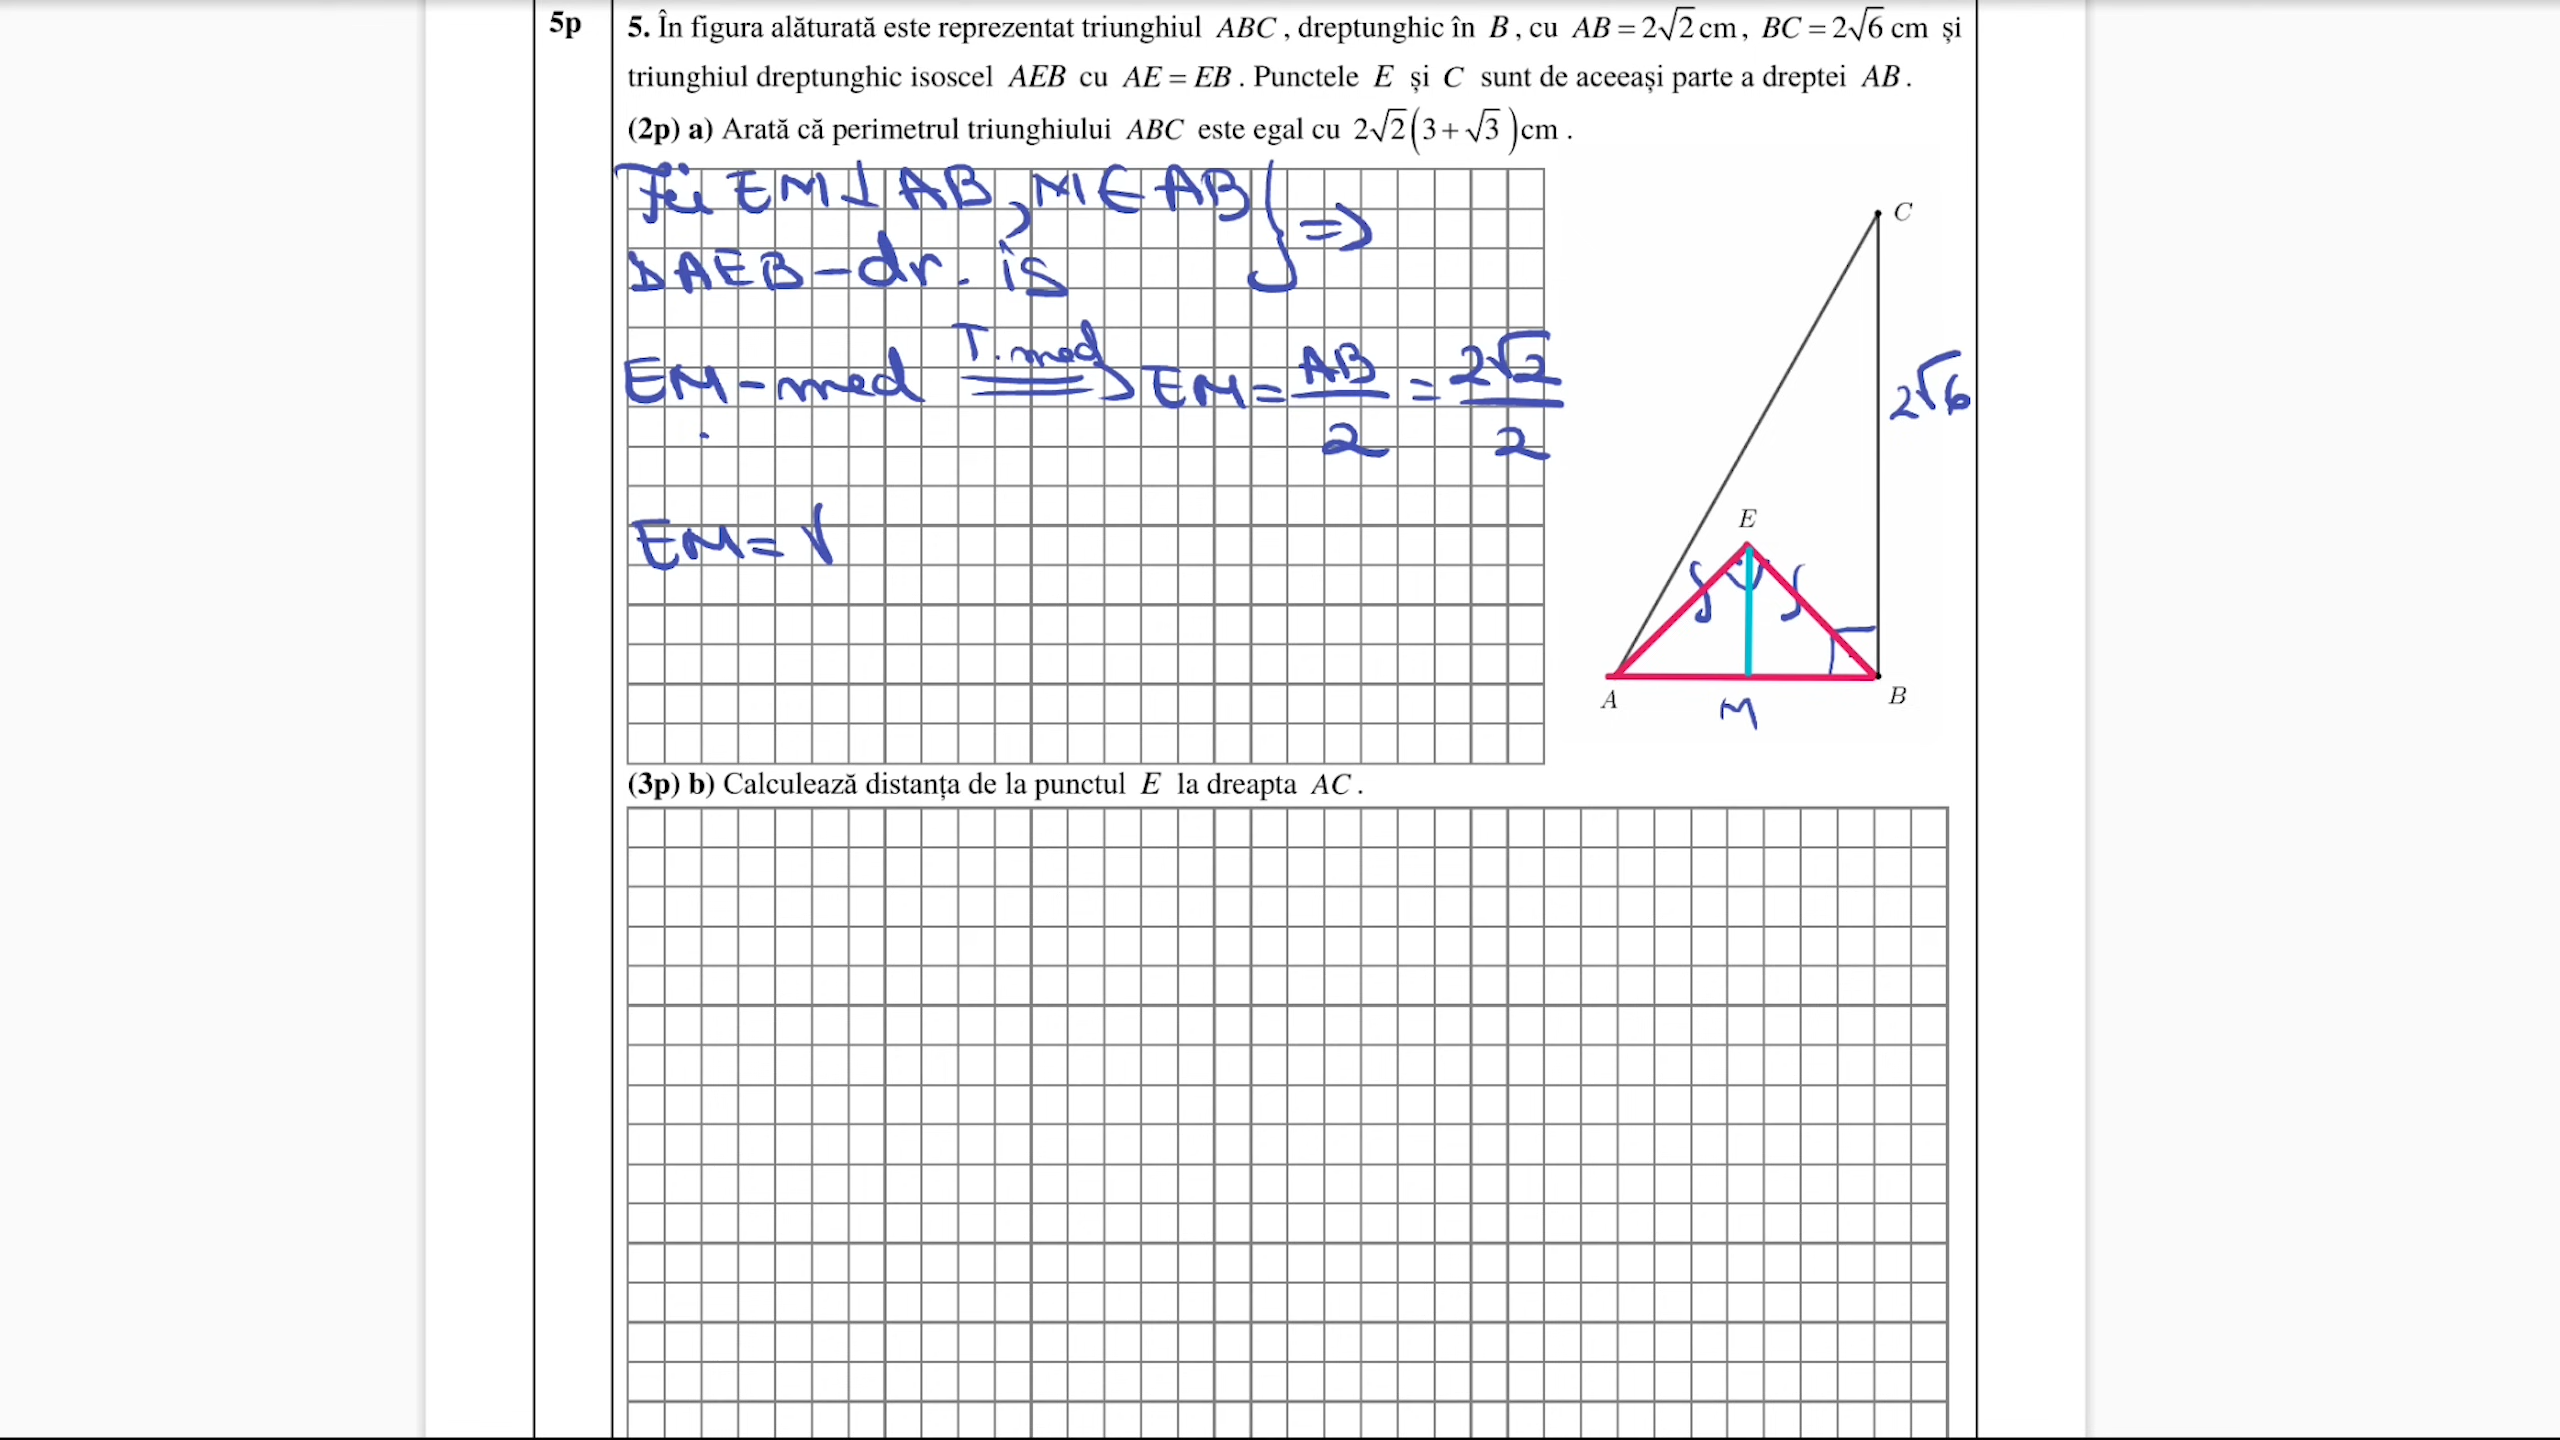 5p
5. În figura alăturată este reprezentat triunghiul ABC, dreptunghic în B, cu AB = 2√2 cm, BC = 2√6 cm și
triunghiul dreptunghic isoscel AEB cu AE = EB. Punctele E și C sunt de aceeași parte a dreptei AB.
(2p) a) Arată că perimetrul triunghiului ABC este egal cu 2√2(3+√3) cm.
Fie EM⊥AB, M∈AB } ⇒
ΔAEB – dr. is
EM – med =T. med⇒ EM = AB/2 = 2√2/2
EM = √
C
2√6
E
A
M
B
(3p) b) Calculează distanța de la punctul E la dreapta AC.